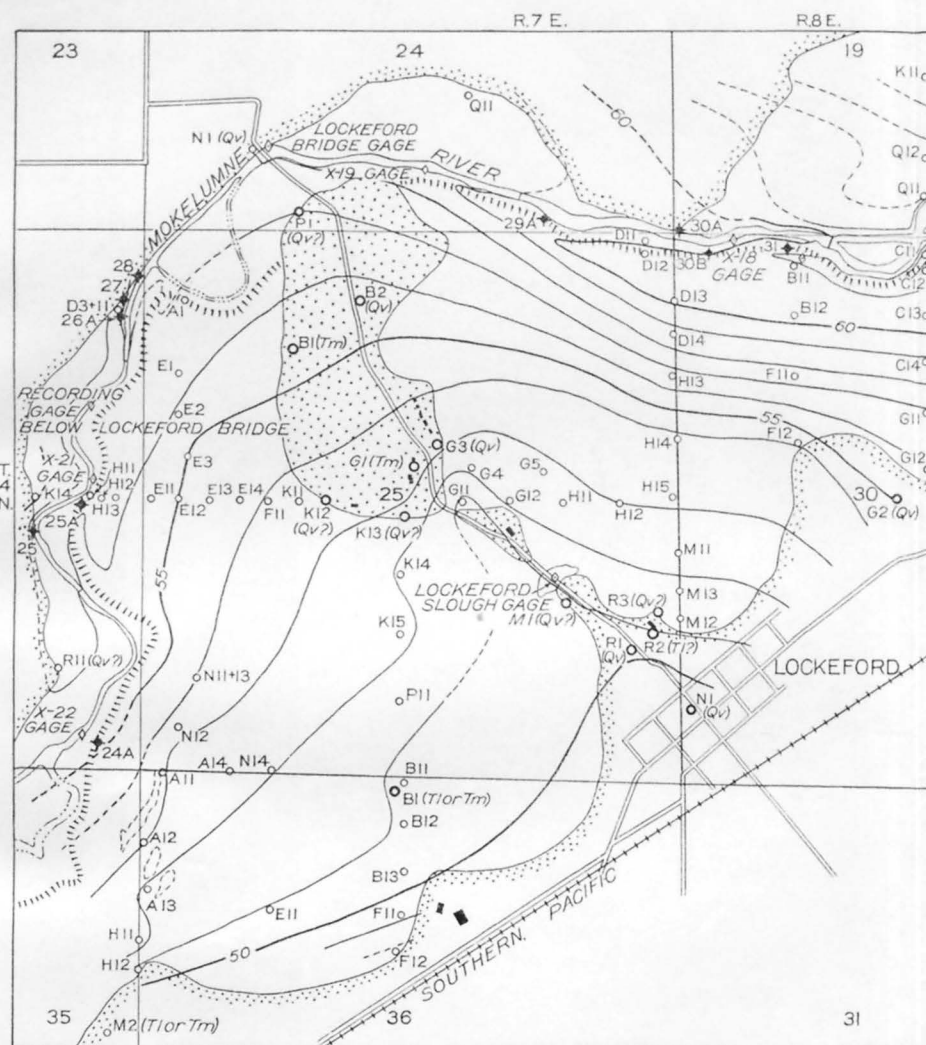 R. 7 E.
R. 8 E.
23
24
19
K11
Q11
60
Q12
Q11
N1 (Qv)
LOCKEFORD
BRIDGE GAGE
MOKELUMNE
RIVER
X-19 GAGE
P1
(Qv?)
29A
30A
D11
D12
30B
X-18
GAGE
31
B11
C11
C12
28
27
D3+11
26A
A1
B2
(Qv)
D13
B12
C13
60
D14
B1 (Tm)
C14
E1
H13
F11
RECORDING
GAGE
BELOW LOCKEFORD BRIDGE
E2
55
G11
G3 (Qv)
H14
F12
T.
4
N.
X-21
GAGE
E3
G1 (Tm)
G4
G5
G12
K14
H11
H12
H13
E11
E12
E13
E14
F11
K11
K12
(Qv?)
25
G11
G12
H11
H12
H15
30
G2 (Qv)
25A
K13 (Qv?)
25
M11
55
K14
LOCKEFORD
SLOUGH GAGE
M1 (Qv?)
M13
R3 (Qv?)
M12
K15
R1
(Qv)
R2 (Tl?)
LOCKEFORD
R11 (Qv?)
N11+13
P11
N1
(Qv)
X-22
GAGE
N12
24A
A11
A14
N14
B11
B1 (Tl or Tm)
B12
A12
B13
A13
E11
F11
H11
50
F12
H12
SOUTHERN PACIFIC
35
36
31
M2 (Tl or Tm)